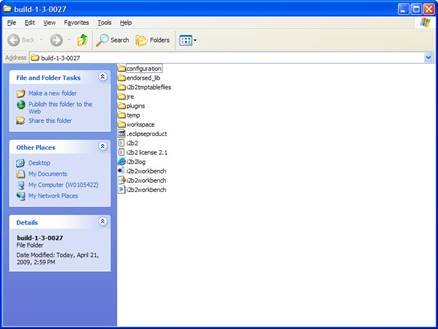 build-1-3-0027
File Edit View Favorites Tools Help
Back Search Folders
Address build-1-3-0027
File and Folder Tasks
Make a new folder
Publish this folder to the Web
Share this folder
Other Places
Desktop
My Documents
My Computer (W0105422)
My Network Places
Details
build-1-3-0027
File Folder
Date Modified: Today, April 21, 2009, 2:59 PM
configuration
endorsed_lib
i2b2tmptablefiles
jre
plugins
temp
workspace
.eclipseproduct
i2b2
i2b2 license 2.1
i2b2log
i2b2workbench
i2b2workbench
i2b2workbench